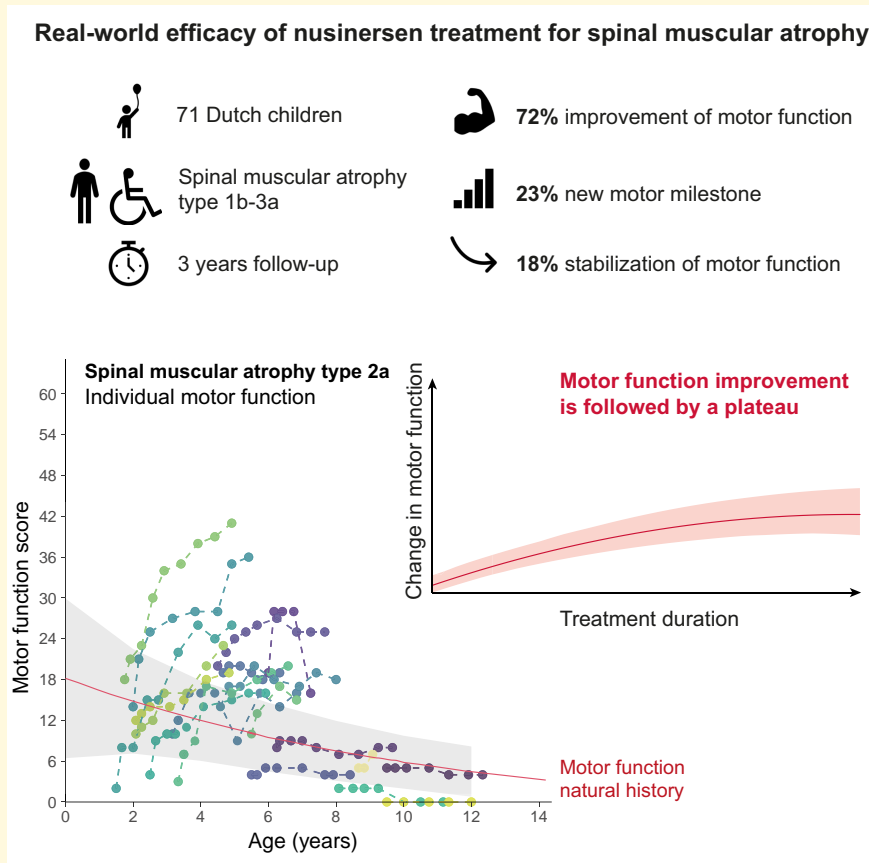 Real-world efficacy of nusinersen treatment for spinal muscular atrophy
71 Dutch children
Spinal muscular atrophy
type 1b-3a
3 years follow-up
72% improvement of motor function
23% new motor milestone
18% stabilization of motor function
Spinal muscular atrophy type 2a
Individual motor function
Motor function score
60
54
48
42
36
30
24
18
12
6
0
0
2
4
6
8
10
12
14
Age (years)
Motor function
natural history
Motor function improvement
is followed by a plateau
Change in motor function
Treatment duration